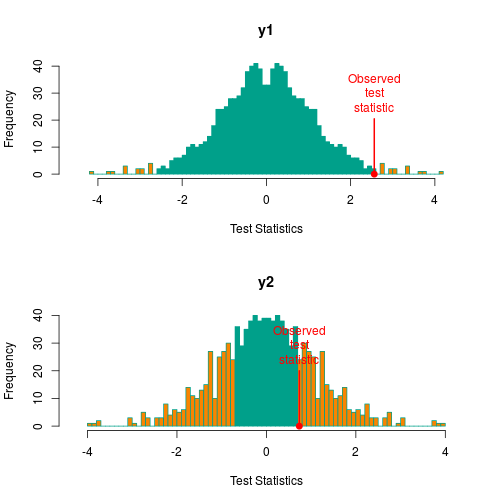 y1
Frequency
40
30
20
10
0
Observed
test
statistic
-4
-2
0
2
4
Test Statistics
y2
Frequency
40
30
20
10
0
Observed
test
statistic
-4
-2
0
2
4
Test Statistics